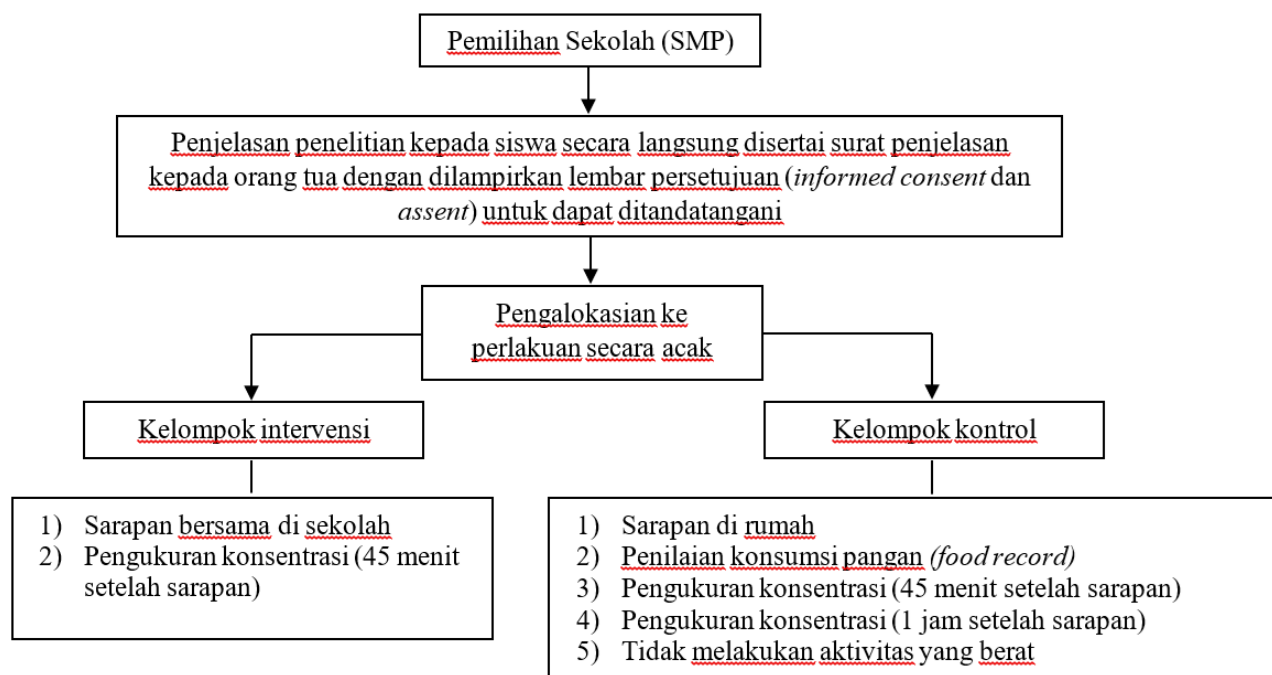 Pemilihan Sekolah (SMP)
Penjelasan penelitian kepada siswa secara langsung disertai surat penjelasan
kepada orang tua dengan dilampirkan lembar persetujuan (informed consent dan
assent) untuk dapat ditandatangani
Pengalokasian ke
perlakuan secara acak
Kelompok intervensi
Kelompok kontrol
1) Sarapan bersama di sekolah
2) Pengukuran konsentrasi (45 menit
setelah sarapan)
1) Sarapan di rumah
2) Penilaian konsumsi pangan (food record)
3) Pengukuran konsentrasi (45 menit setelah sarapan)
4) Pengukuran konsentrasi (1 jam setelah sarapan)
5) Tidak melakukan aktivitas yang berat